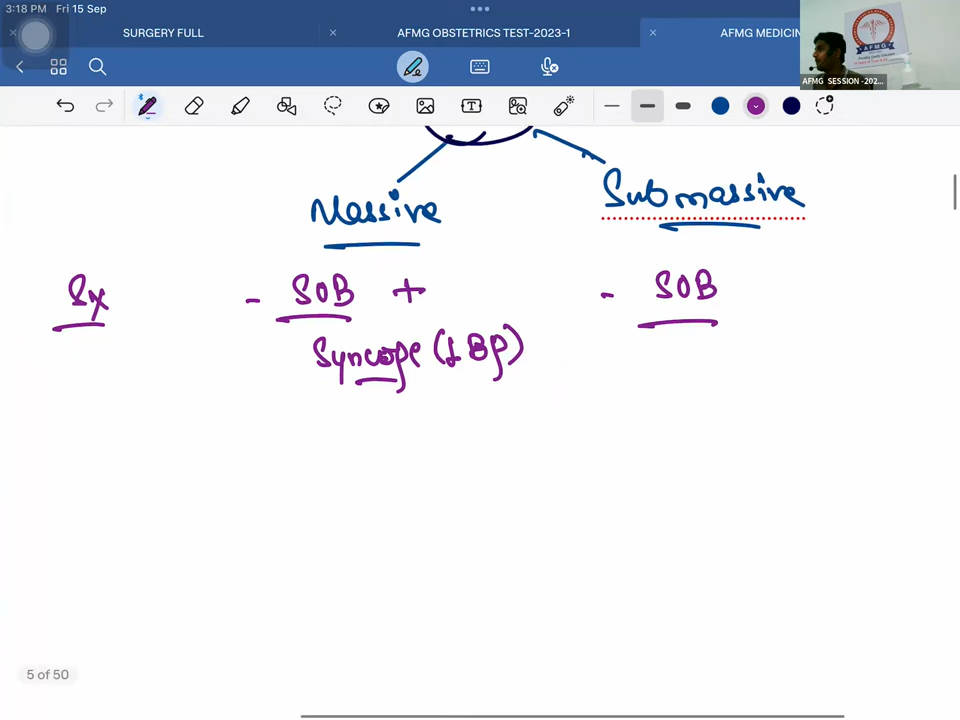 3:18 PM Fri 15 Sep
SURGERY FULL
AFMG OBSTETRICS TEST-2023-1
AFMG MEDICIN
AFMG
AFMG SESSION -202...
Massive
Submassive
Sx
- SOB +
- SOB
Syncope (↓ BP)
5 of 50